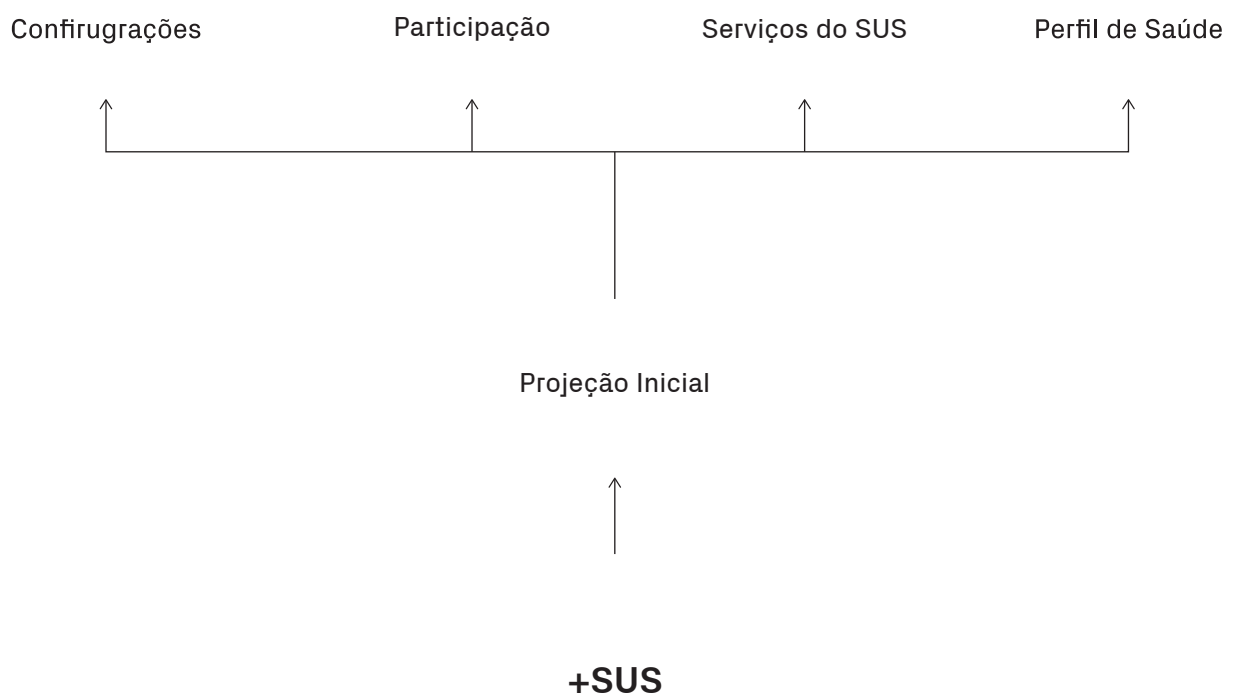 Confirugrações
Participação
Serviços do SUS
Perfil de Saúde
Projeção Inicial
+SUS